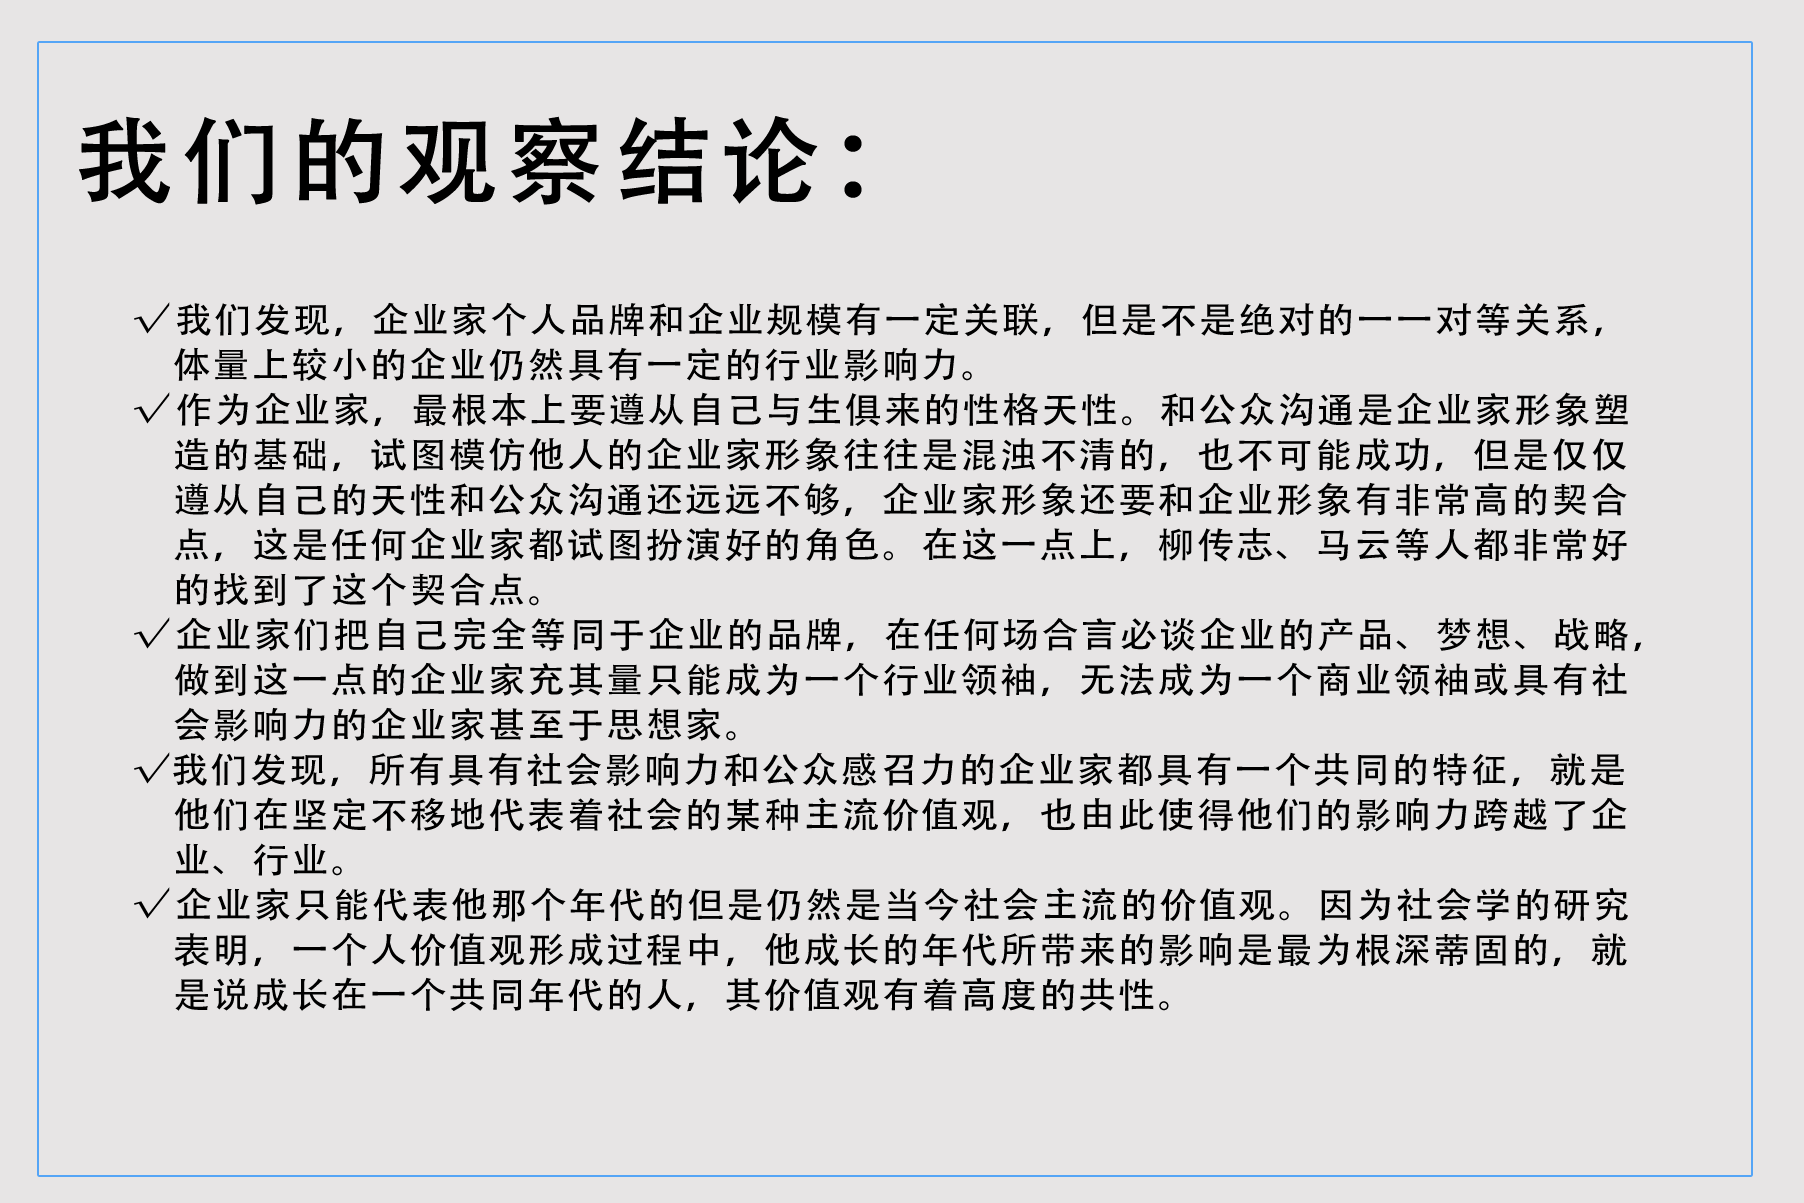 我们的观察结论：
✓我们发现，企业家个人品牌和企业规模有一定关联，但是不是绝对的一一对等关系，
体量上较小的企业仍然具有一定的行业影响力。
✓作为企业家，最根本上要遵从自己与生俱来的性格天性。和公众沟通是企业家形象塑
造的基础，试图模仿他人的企业家形象往往是混浊不清的，也不可能成功，但是仅仅
遵从自己的天性和公众沟通还远远不够，企业家形象还要和企业形象有非常高的契合
点，这是任何企业家都试图扮演好的角色。在这一点上，柳传志、马云等人都非常好
的找到了这个契合点。
✓企业家们把自己完全等同于企业的品牌，在任何场合言必谈企业的产品、梦想、战略，
做到这一点的企业家充其量只能成为一个行业领袖，无法成为一个商业领袖或具有社
会影响力的企业家甚至于思想家。
✓我们发现，所有具有社会影响力和公众感召力的企业家都具有一个共同的特征，就是
他们在坚定不移地代表着社会的某种主流价值观，也由此使得他们的影响力跨越了企
业、行业。
✓企业家只能代表他那个年代的但是仍然是当今社会主流的价值观。因为社会学的研究
表明，一个人价值观形成过程中，他成长的年代所带来的影响是最为根深蒂固的，就
是说成长在一个共同年代的人，其价值观有着高度的共性。